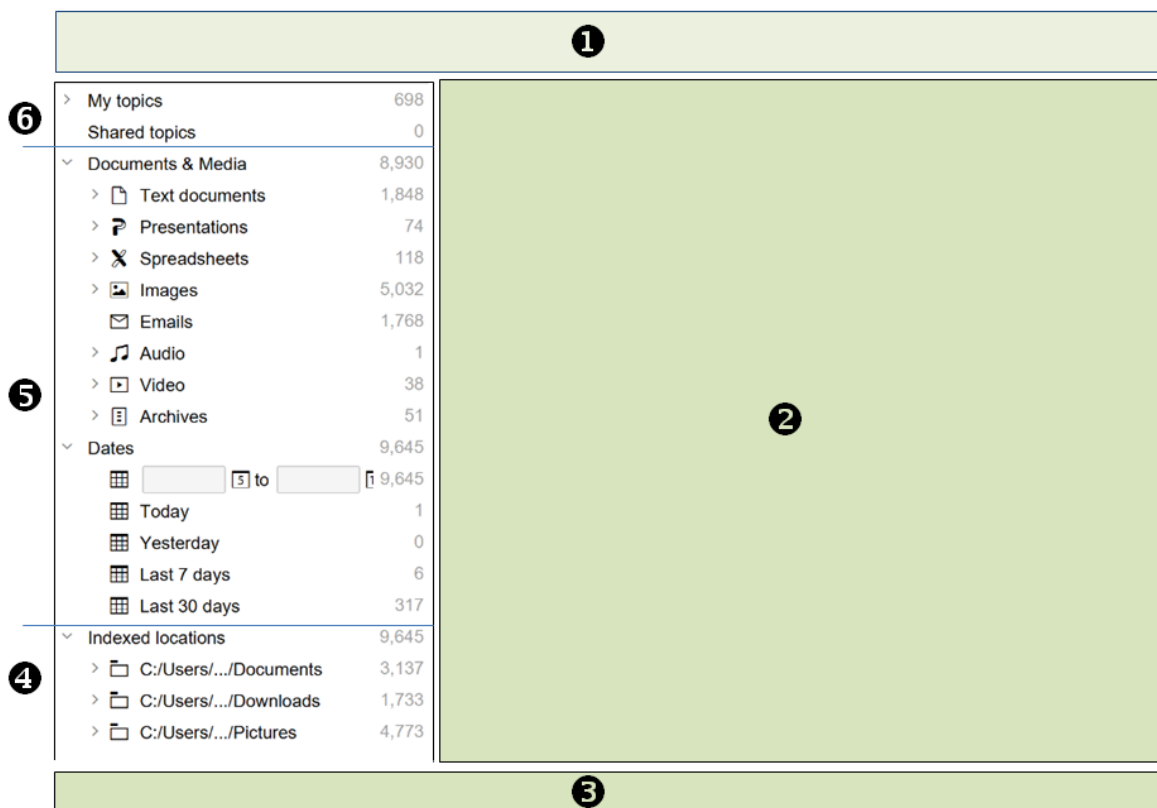 ❶
❻
My topics 698
Shared topics 0
Documents & Media 8,930
Text documents 1,848
Presentations 74
Spreadsheets 118
Images 5,032
Emails 1,768
Audio 1
❺
Video 38
Archives 51
❷
Dates 9,645
5 to 1 9,645
Today 1
Yesterday 0
Last 7 days 6
Last 30 days 317
Indexed locations 9,645
❹
C:/Users/.../Documents 3,137
C:/Users/.../Downloads 1,733
C:/Users/.../Pictures 4,773
❸